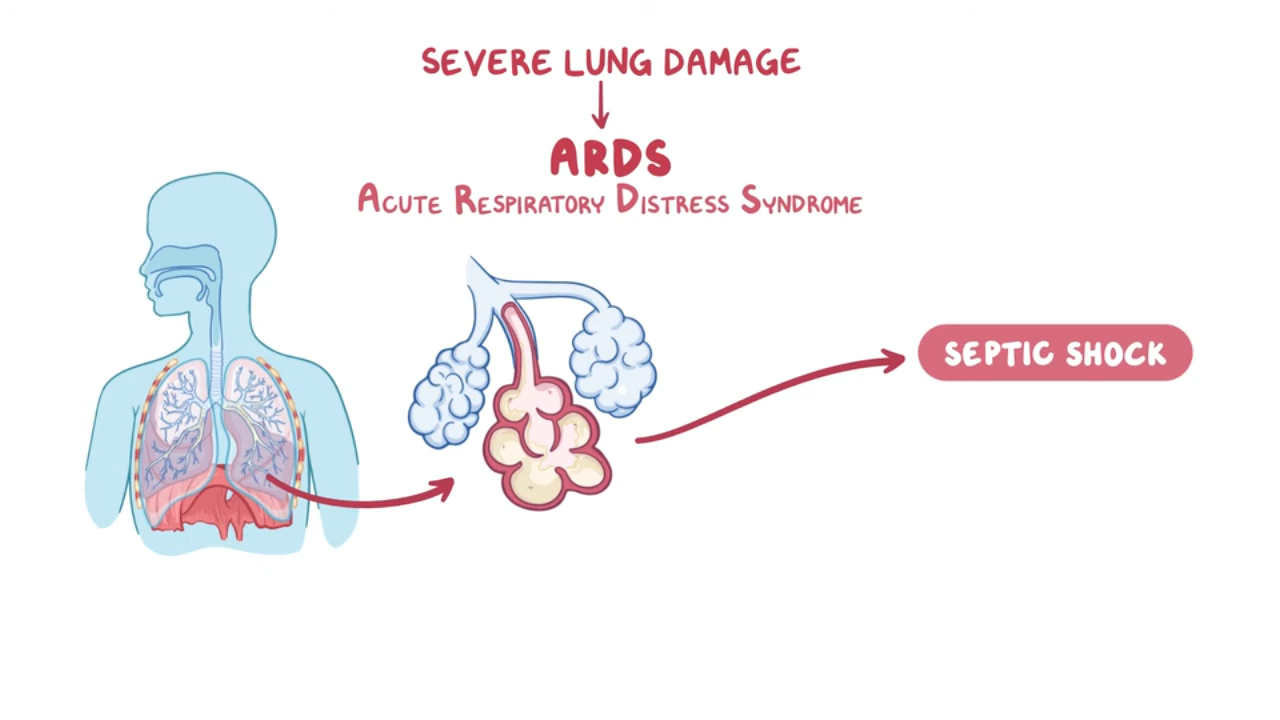 SEVERE LUNG DAMAGE
ARDS
ACUTE RESPIRATORY DISTRESS SYNDROME
SEPTIC SHOCK